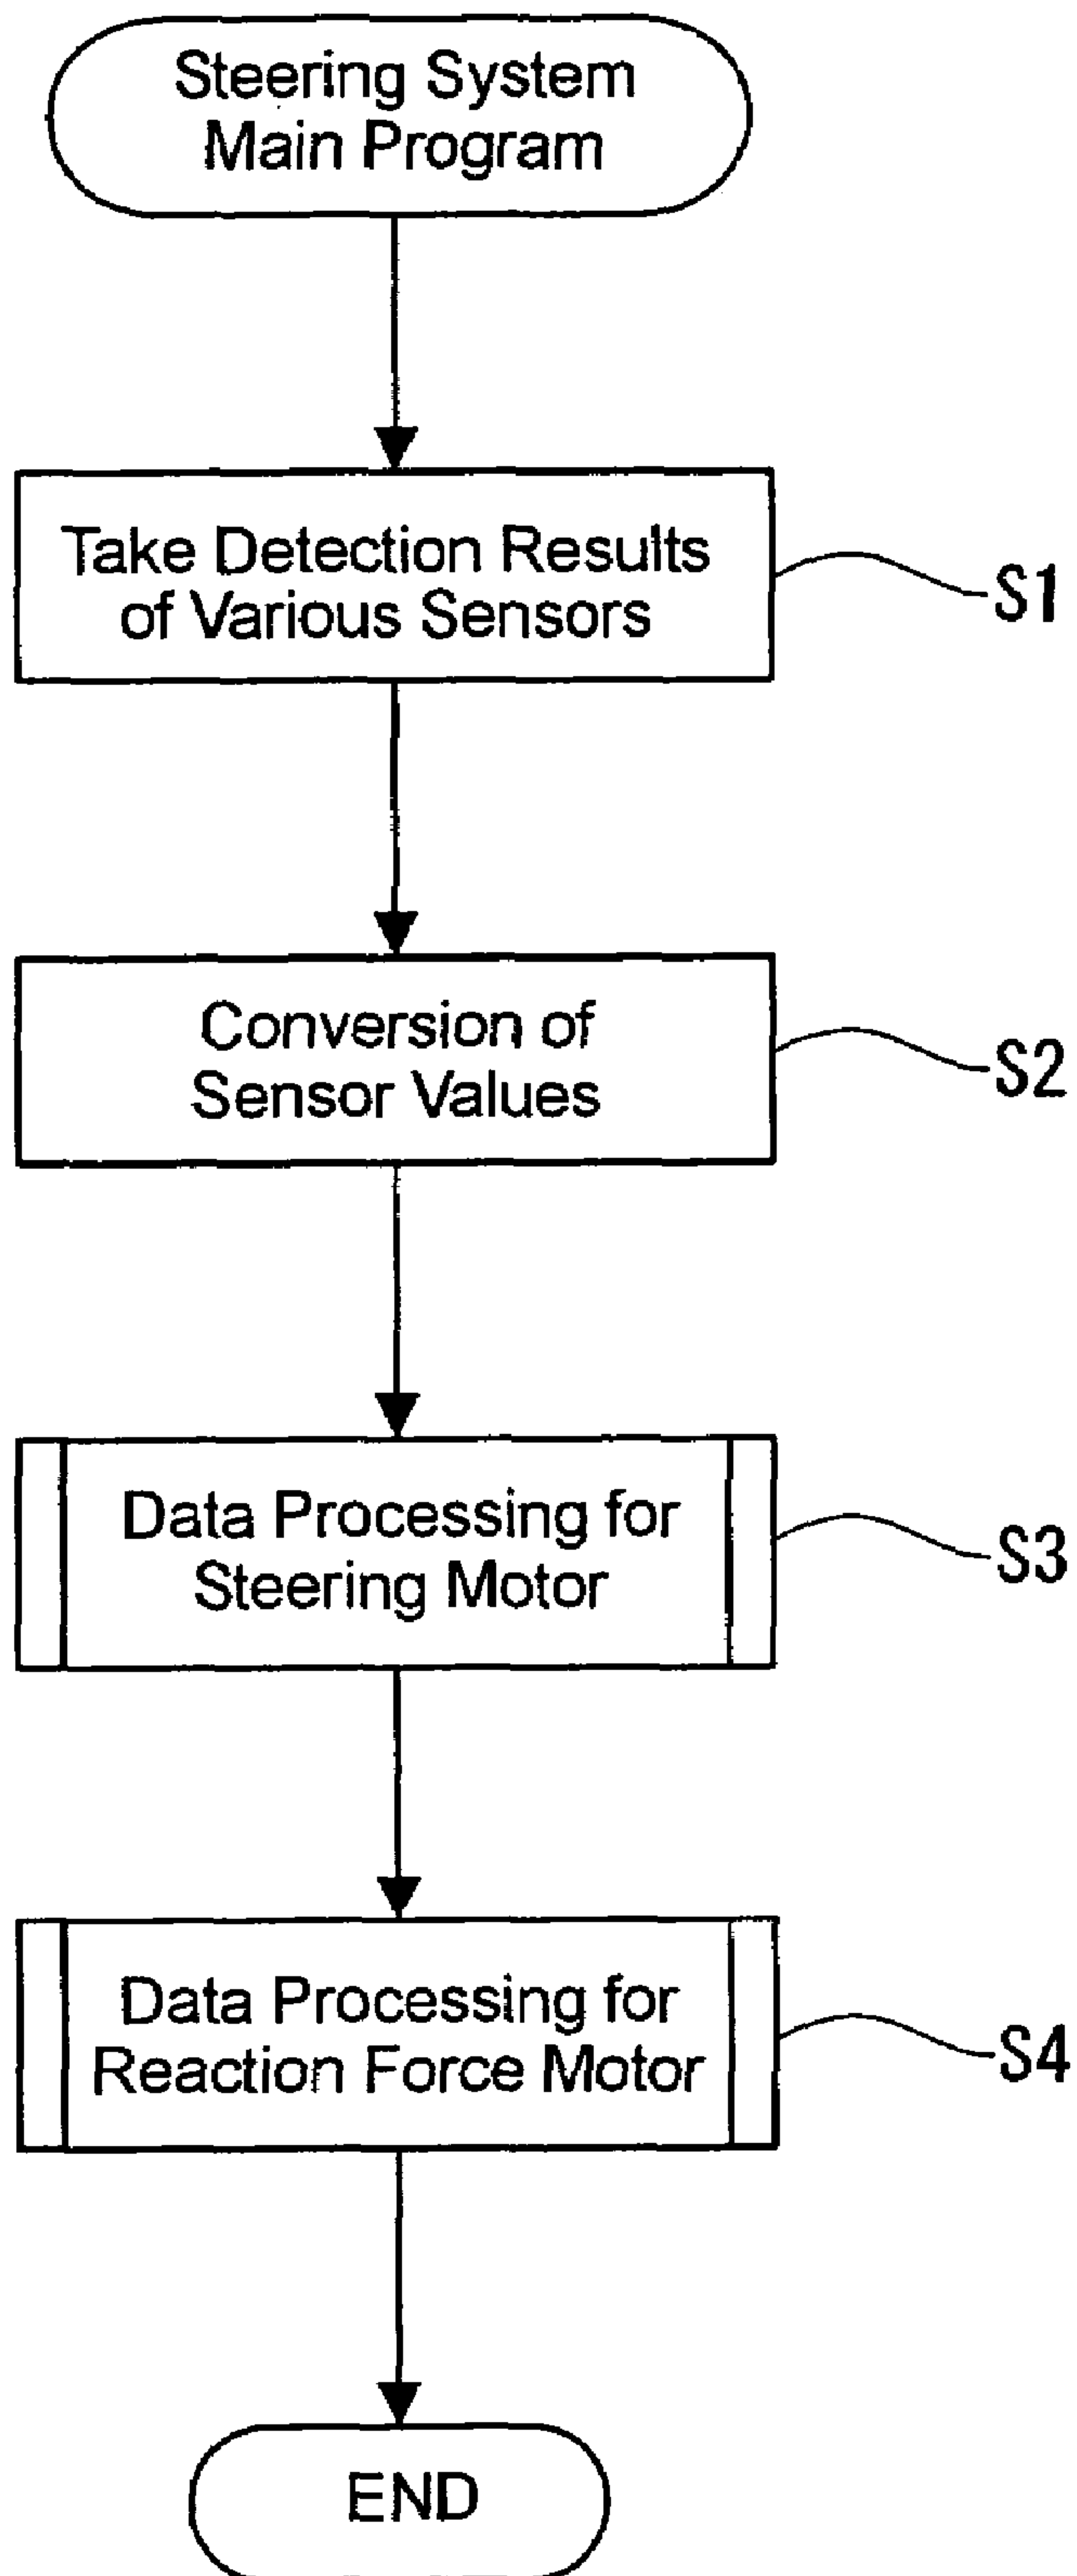 Steering System
Main Program
Take Detection Results
of Various Sensors
S1
Conversion of
Sensor Values
S2
Data Processing for
Steering Motor
S3
Data Processing for
Reaction Force Motor
S4
END